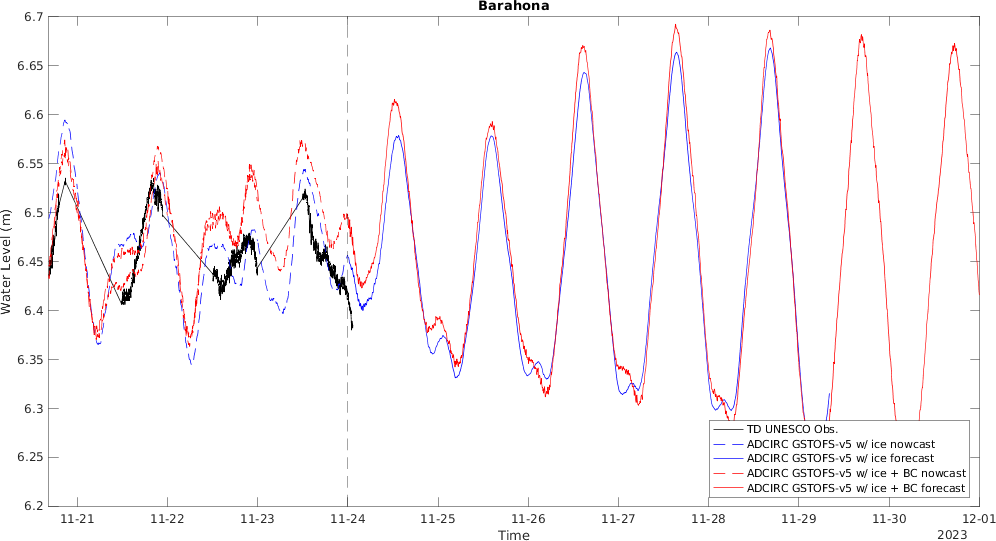 Barahona
6.7
6.65
6.6
6.55
6.5
6.45
6.4
6.35
6.3
6.25
6.2
Water Level (m)
TD UNESCO Obs.
ADCIRC GSTOFS-v5 w/ ice nowcast
ADCIRC GSTOFS-v5 w/ ice forecast
ADCIRC GSTOFS-v5 w/ ice + BC nowcast
ADCIRC GSTOFS-v5 w/ ice + BC forecast
11-21 11-22 11-23 11-24 11-25 11-26 11-27 11-28 11-29 11-30 12-01
Time
2023